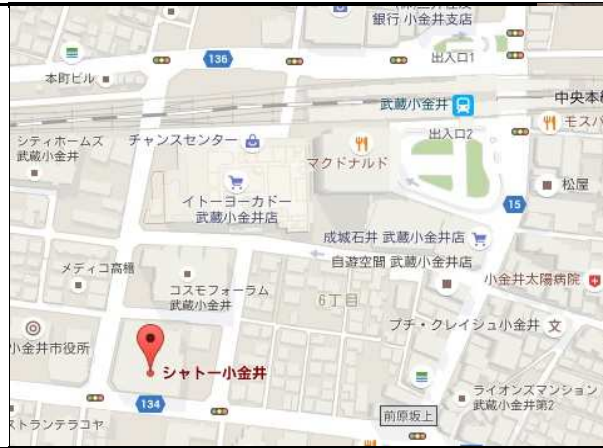 銀行 小金井支店
136
出入口1
本町ビル
武蔵小金井
中央本
モスバ
シティホームズ
武蔵小金井
チャンスセンター
マクドナルド
出入口2
松屋
イトーヨーカドー
武蔵小金井店
15
成城石井 武蔵小金井店
自遊空間 武蔵小金井店
メディコ高橋
コスモフォーラム
武蔵小金井
6丁目
小金井太陽病院
小金井市役所
プチ・クレイシュ小金井
文
シャトー小金井
134
ライオンズマンション
武蔵小金井第2
前原坂上
ストランテラコヤ